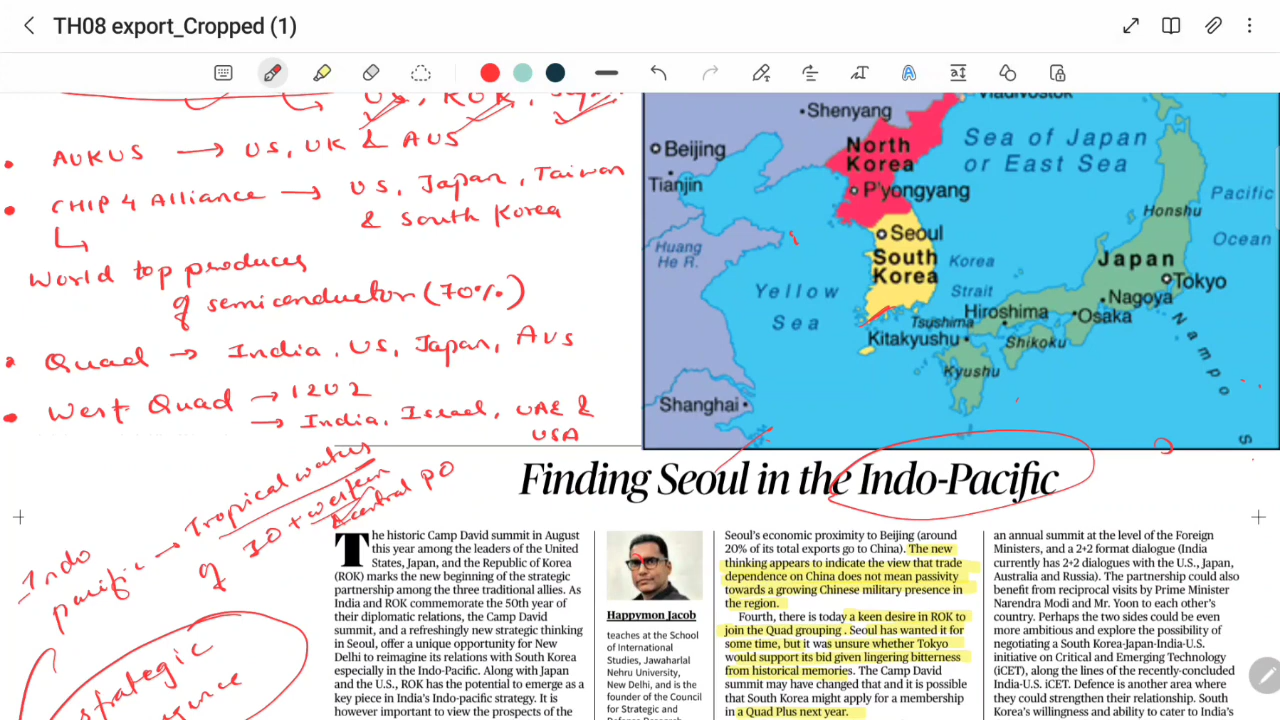 TH08 export_Cropped (1)
US, ROK,
AUKUS → US, UK & AUS
CHIP 4 Alliance → US, Japan, Taiwan
& South Korea
World top produces
of semiconductor (70%)
Quad → India, US, Japan, AUS
West Quad → I2U2
→ India, Israel, UAE &
USA
Indo
pacific → Tropical waters
of IO + western
& central PO
strategic
Shenyang
Vladivostok
Beijing
Tianjin
North
Korea
P'yongyang
Sea of Japan
or East Sea
Pacific
Ocean
Honshu
Seoul
South
Korea
Huang
He R.
Korea
Strait
Japan
Tokyo
Yellow
Sea
Nagoya
Tsushima
Hiroshima
Osaka
Kitakyushu
Shikoku
Kyushu
Nampo
S
Shanghai
Finding Seoul in the Indo-Pacific
The historic Camp David summit in August
this year among the leaders of the United
States, Japan, and the Republic of Korea
(ROK) marks the new beginning of the strategic
partnership among the three traditional allies. As
India and ROK commemorate the 50th year of
their diplomatic relations, the Camp David
summit, and a refreshingly new strategic thinking
in Seoul, offer a unique opportunity for New
Delhi to reimagine its relations with South Korea
especially in the Indo-Pacific. Along with Japan
and the U.S., ROK has the potential to emerge as a
key piece in India's Indo-Pacific strategy. It is
however important to view the prospects of the
Happymon Jacob
teaches at the School
of International
Studies, Jawaharlal
Nehru University,
New Delhi, and is the
founder of the Council
for Strategic and
Defence Research
Seoul's economic proximity to Beijing (around
20% of its total exports go to China). The new
thinking appears to indicate the view that trade
dependence on China does not mean passivity
towards a growing Chinese military presence in
the region.
Fourth, there is today a keen desire in ROK to
join the Quad grouping . Seoul has wanted it for
some time, but it was unsure whether Tokyo
would support its bid given lingering bitterness
from historical memories. The Camp David
summit may have changed that and it is possible
that South Korea might apply for a membership
in a Quad Plus next year.
an annual summit at the level of the Foreign
Ministers, and a 2+2 format dialogue (India
currently has 2+2 dialogues with the U.S., Japan,
Australia and Russia). The partnership could also
benefit from reciprocal visits by Prime Minister
Narendra Modi and Mr. Yoon to each other's
country. Perhaps the two sides could be even
more ambitious and explore the possibility of
negotiating a South Korea-Japan-India-U.S.
initiative on Critical and Emerging Technology
(iCET), along the lines of the recently-concluded
India-U.S. iCET. Defence is another area where
they could strengthen their relationship. South
Korea's willingness and ability to cater to India's